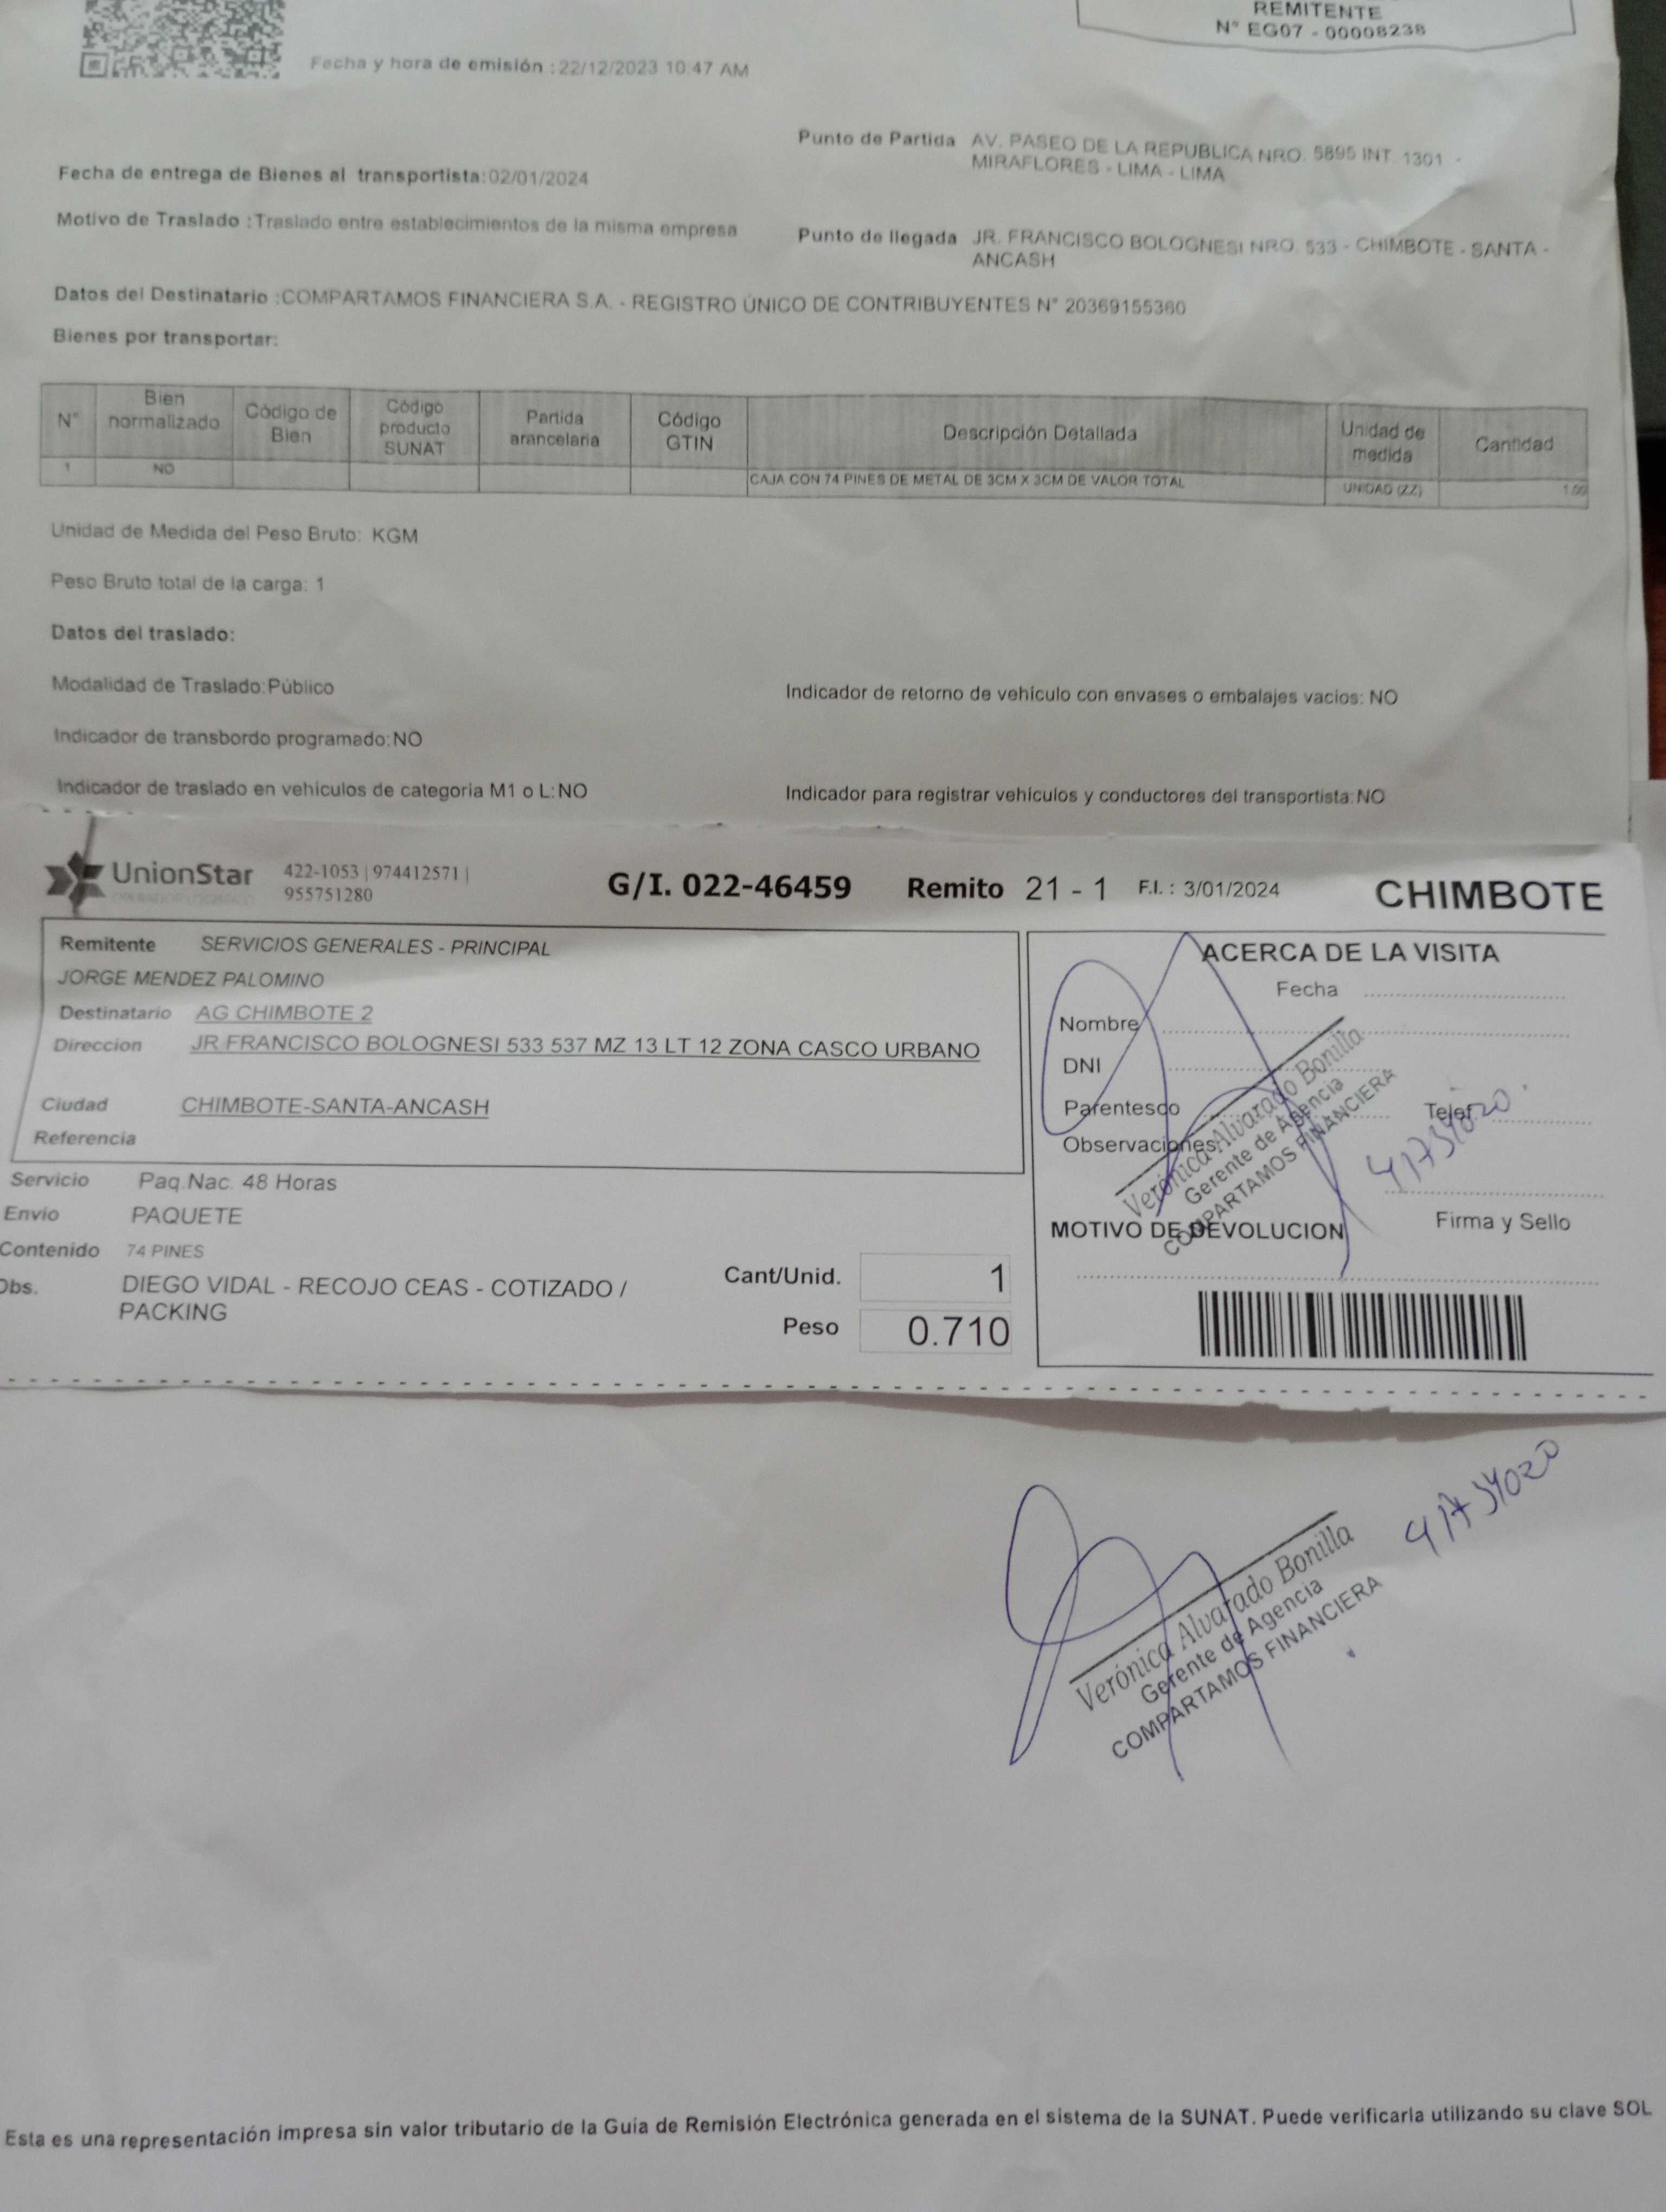 REMITENTE
N° EG07 - 00008238
Fecha y hora de emisión :22/12/2023 10:47 AM
Punto de Partida AV. PASEO DE LA REPUBLICA NRO. 5895 INT. 1301 -
MIRAFLORES - LIMA - LIMA
Fecha de entrega de Bienes al transportista:02/01/2024
Motivo de Traslado :Traslado entre establecimientos de la misma empresa
Punto de llegada JR. FRANCISCO BOLOGNESI NRO. 533 - CHIMBOTE - SANTA -
ANCASH
Datos del Destinatario :COMPARTAMOS FINANCIERA S.A. - REGISTRO ÚNICO DE CONTRIBUYENTES N° 20369155360
Bienes por transportar:
N° Bien normalizado Código de Bien Código producto SUNAT Partida arancelaria Código GTIN Descripción Detallada Unidad de medida Cantidad
1 NO CAJA CON 74 PINES DE METAL DE 3CM X 3CM DE VALOR TOTAL UNIDAD (ZZ) 1.00
Unidad de Medida del Peso Bruto: KGM
Peso Bruto total de la carga: 1
Datos del traslado:
Modalidad de Traslado:Público
Indicador de retorno de vehículo con envases o embalajes vacios: NO
Indicador de transbordo programado:NO
Indicador de traslado en vehículos de categoria M1 o L:NO
Indicador para registrar vehículos y conductores del transportista:NO
UnionStar 422-1053 | 974412571 |
955751280
G/I. 022-46459 Remito 21 - 1 F.I. : 3/01/2024 CHIMBOTE
Remitente SERVICIOS GENERALES - PRINCIPAL
JORGE MENDEZ PALOMINO
Destinatario AG CHIMBOTE 2
Direccion JR FRANCISCO BOLOGNESI 533 537 MZ 13 LT 12 ZONA CASCO URBANO
Ciudad CHIMBOTE-SANTA-ANCASH
Referencia
Servicio Paq.Nac. 48 Horas
Envio PAQUETE
Contenido 74 PINES
Obs. DIEGO VIDAL - RECOJO CEAS - COTIZADO /
PACKING
Cant/Unid. 1
Peso 0.710
ACERCA DE LA VISITA
Fecha
Nombre
DNI
Parentesco
Telef
Observaciones
Verónica Alvarado Bonilla
Gerente de Agencia
COMPARTAMOS FINANCIERA
41734020
Firma y Sello
MOTIVO DE DEVOLUCION
41734020
Verónica Alvarado Bonilla
Gerente de Agencia
COMPARTAMOS FINANCIERA
Esta es una representación impresa sin valor tributario de la Guía de Remisión Electrónica generada en el sistema de la SUNAT. Puede verificarla utilizando su clave SOL